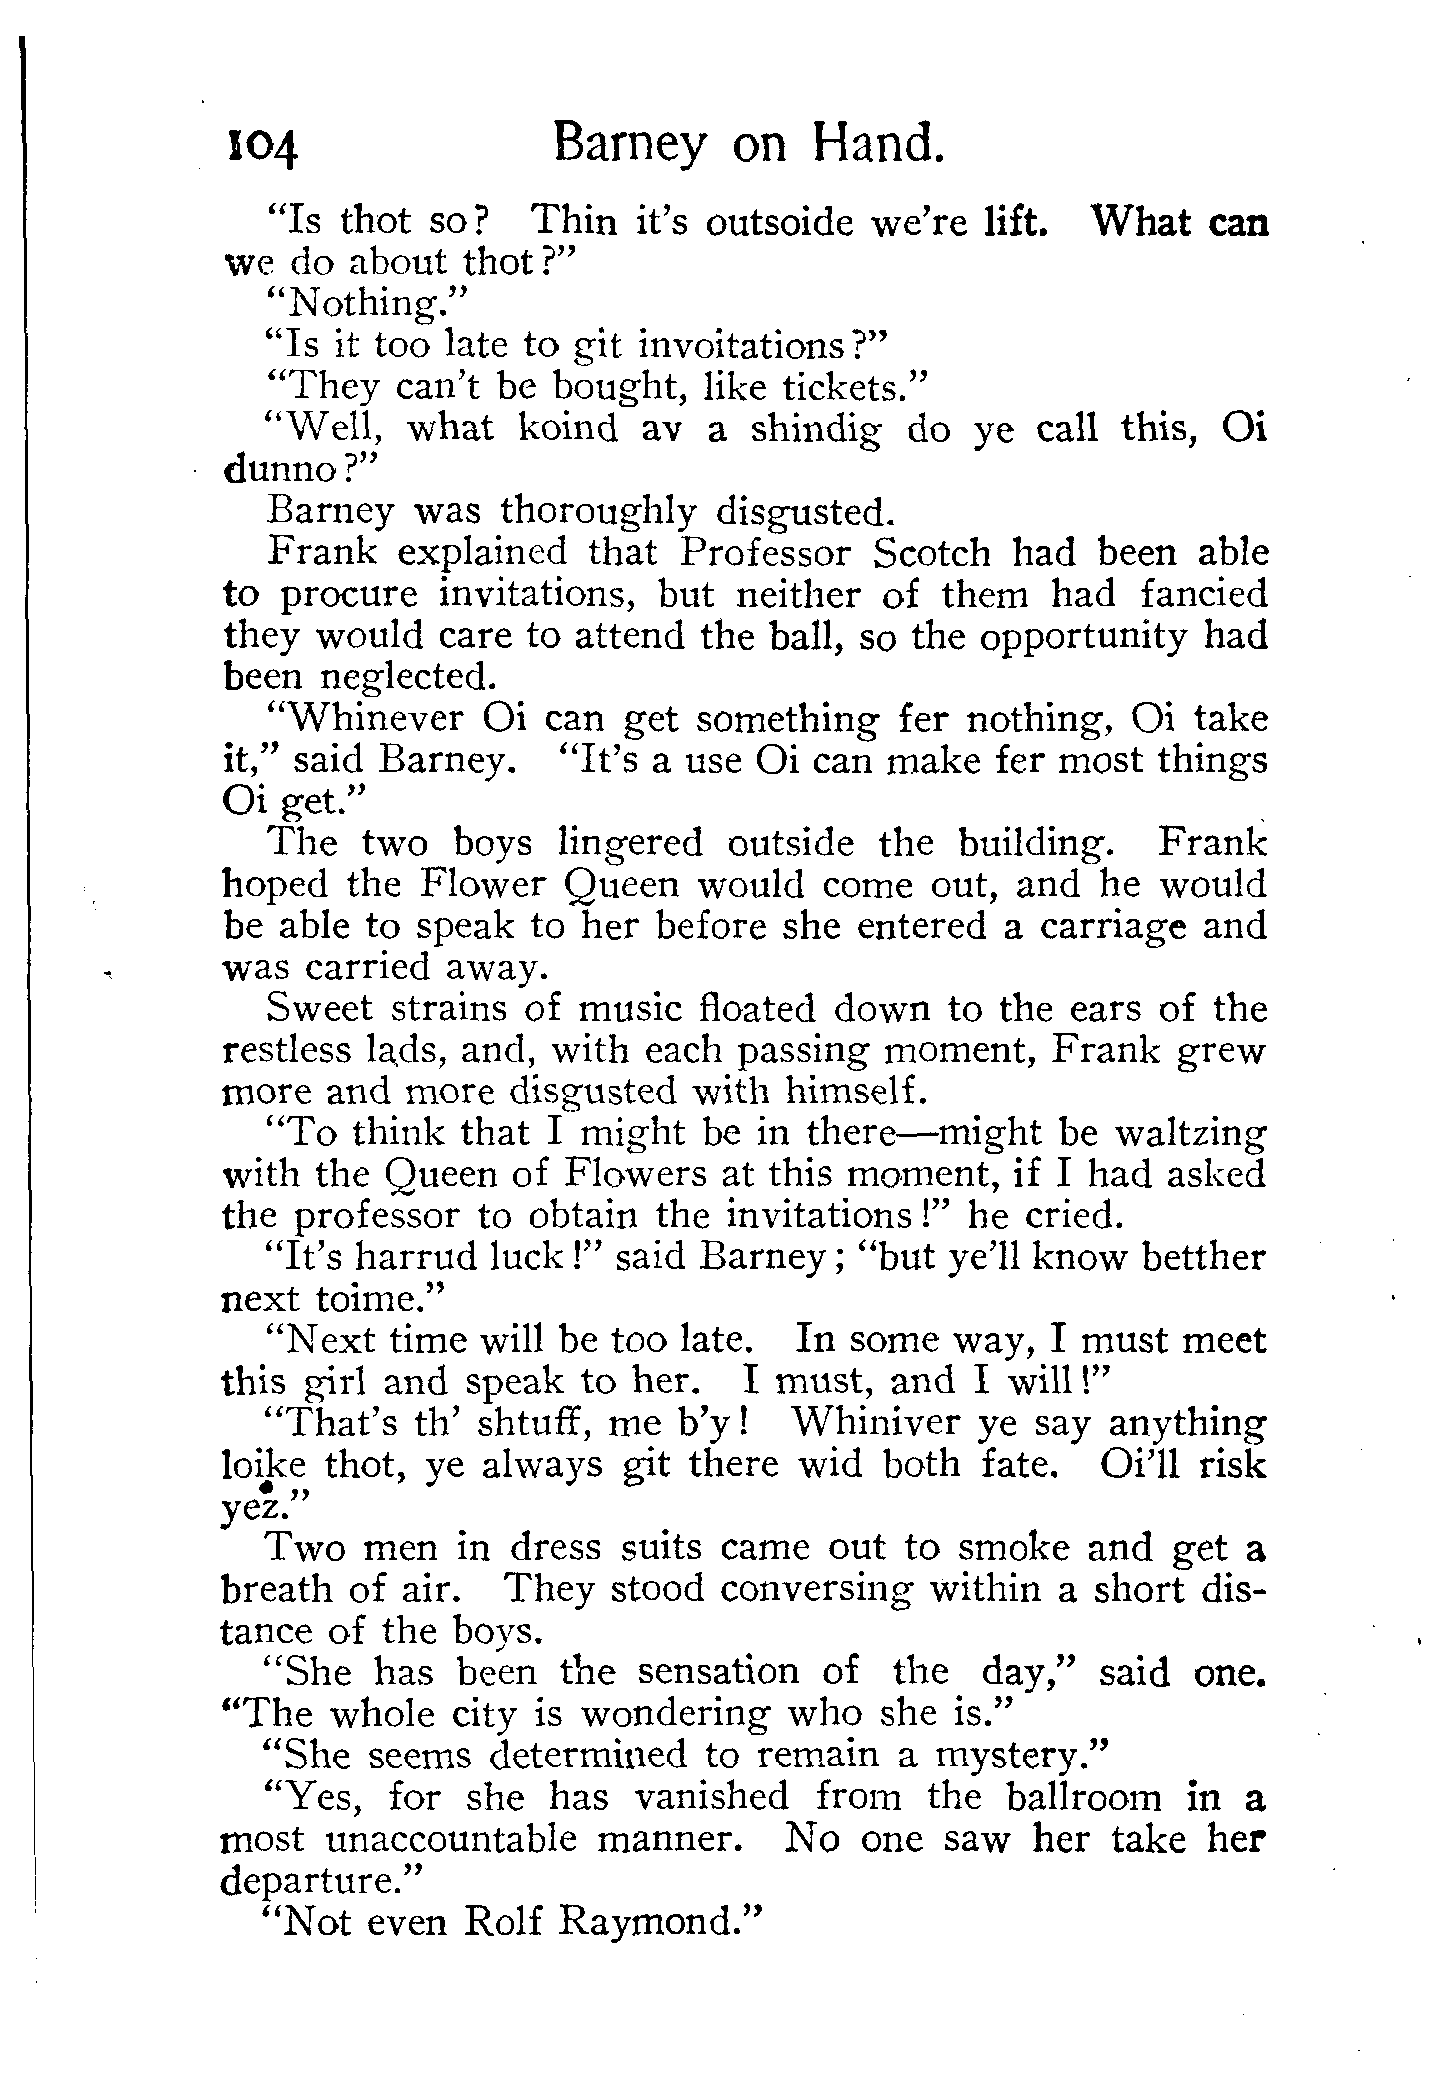 104 Barney on Hand.
“Is thot so? Thin it’s outsoide we’re lift. What can
we do about thot?”
“Nothing.”
“Is it too late to git invoitations?”
“They can’t be bought, like tickets.”
“Well, what koind av a shindig do ye call this, Oi
dunno?”
Barney was thoroughly disgusted.
Frank explained that Professor Scotch had been able
to procure invitations, but neither of them had fancied
they would care to attend the ball, so the opportunity had
been neglected.
“Whinever Oi can get something fer nothing, Oi take
it,” said Barney. “It’s a use Oi can make fer most things
Oi get.”
The two boys lingered outside the building. Frank
hoped the Flower Queen would come out, and he would
be able to speak to her before she entered a carriage and
was carried away.
Sweet strains of music floated down to the ears of the
restless lads, and, with each passing moment, Frank grew
more and more disgusted with himself.
“To think that I might be in there—might be waltzing
with the Queen of Flowers at this moment, if I had asked
the professor to obtain the invitations!” he cried.
“It’s harrud luck!” said Barney; “but ye’ll know betther
next toime.”
“Next time will be too late. In some way, I must meet
this girl and speak to her. I must, and I will!”
“That’s th’ shtuff, me b’y! Whiniver ye say anything
loike thot, ye always git there wid both fate. Oi’ll risk
yez.”
Two men in dress suits came out to smoke and get a
breath of air. They stood conversing within a short dis-
tance of the boys.
“She has been the sensation of the day,” said one.
“The whole city is wondering who she is.”
“She seems determined to remain a mystery.”
“Yes, for she has vanished from the ballroom in a
most unaccountable manner. No one saw her take her
departure.”
“Not even Rolf Raymond.”